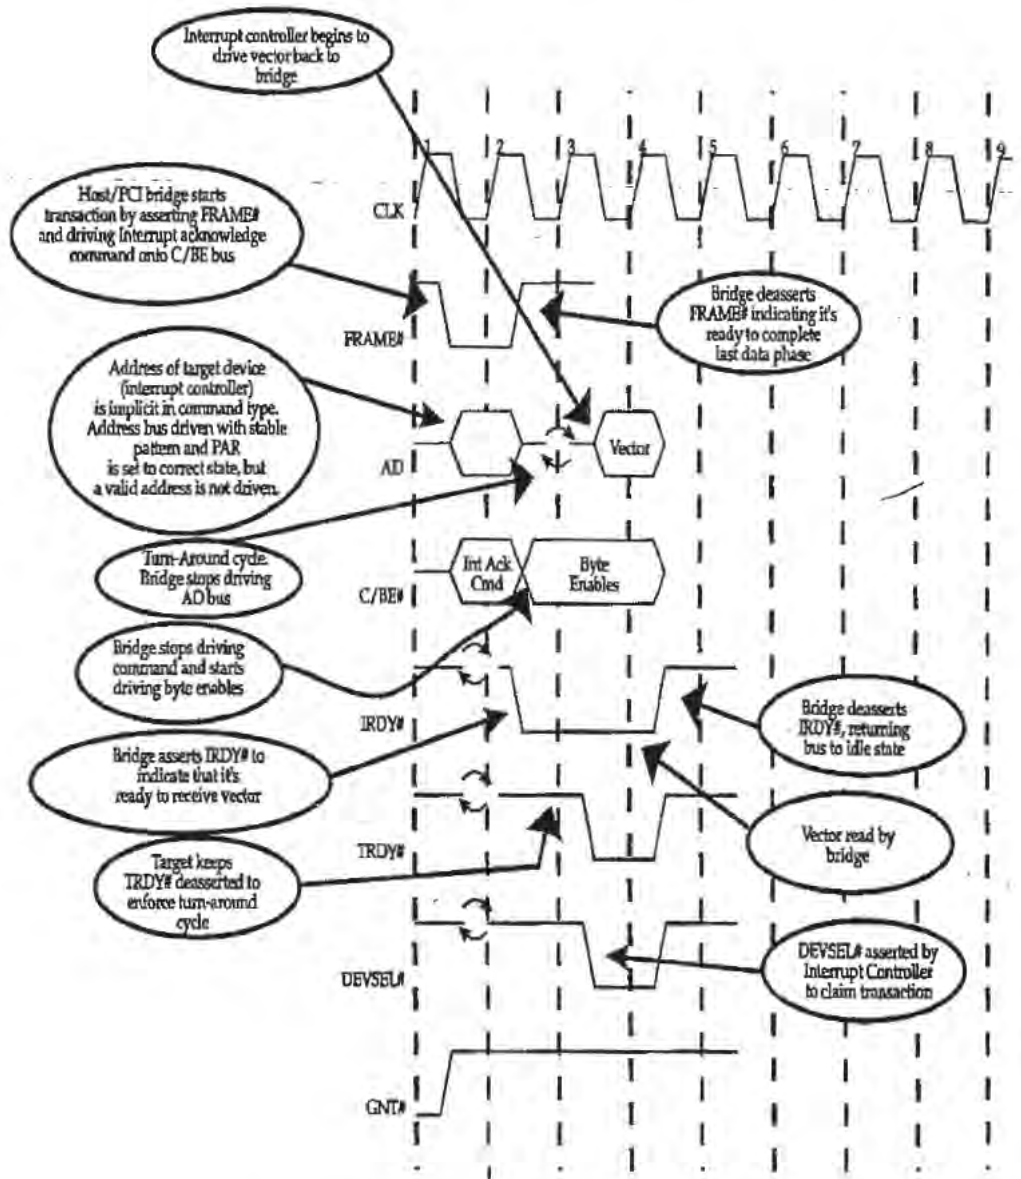 Interrupt controller begins to
drive vector back to
bridge
1 2 3 4 5 6 7 8 9
CLK
Host/PCI bridge starts
transaction by asserting FRAME#
and driving Interrupt acknowledge
command onto C/BE bus
FRAME#
Bridge deasserts
FRAME# indicating it's
ready to complete
last data phase
Address of target device
(interrupt controller)
is implicit in command type.
Address bus driven with stable
pattern and PAR
is set to correct state, but
a valid address is not driven.
AD
Vector
Turn-Around cycle.
Bridge stops driving
AD bus
C/BE#
Int Ack
Cmd
Byte
Enables
Bridge stops driving
command and starts
driving byte enables
IRDY#
Bridge deasserts
IRDY#, returning
bus to idle state
Bridge asserts IRDY# to
indicate that it's
ready to receive vector
TRDY#
Vector read by
bridge
Target keeps
TRDY# deasserted to
enforce turn-around
cycle
DEVSEL#
DEVSEL# asserted by
Interrupt Controller
to claim transaction
GNT#